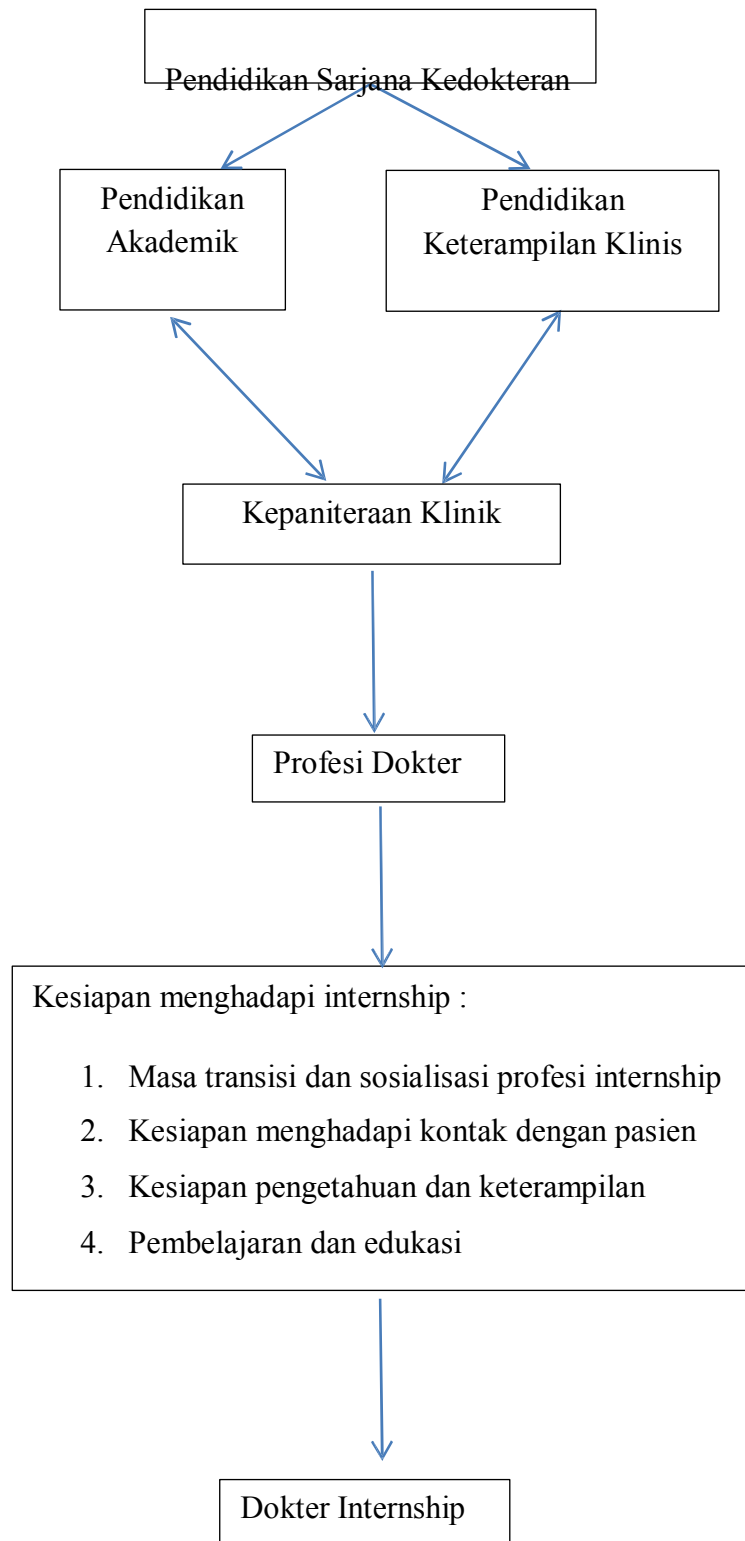 Pendidikan Sarjana Kedokteran
Pendidikan
Akademik
Pendidikan
Keterampilan Klinis
Kepaniteraan Klinik
Profesi Dokter
Kesiapan menghadapi internship :
1. Masa transisi dan sosialisasi profesi internship
2. Kesiapan menghadapi kontak dengan pasien
3. Kesiapan pengetahuan dan keterampilan
4. Pembelajaran dan edukasi
Dokter Internship